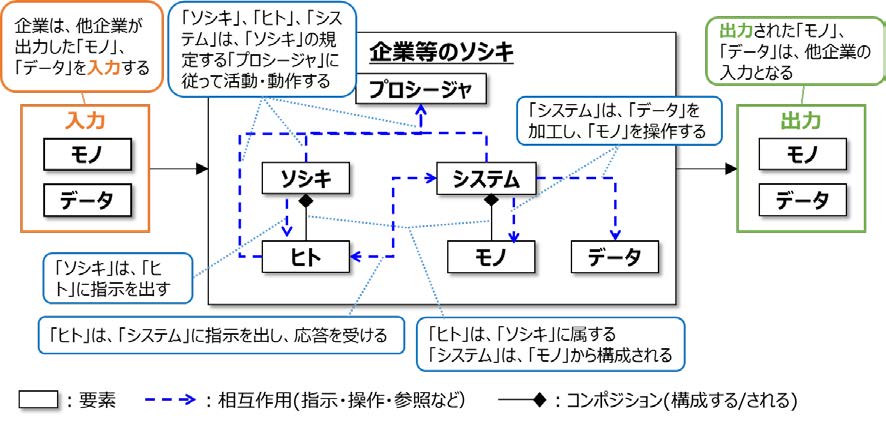 企業は、他企業が
出力した「モノ」、
「データ」を入力する
「ソシキ」、「ヒト」、「シス
テム」は、「ソシキ」の規
定する「プロシージャ」に
従って活動・動作する
企業等のソシキ
出力された「モノ」、
「データ」は、他企業の
入力となる
プロシージャ
「システム」は、「データ」を
加工し、「モノ」を操作する
入力
モノ
データ
ソシキ
システム
ヒト
モノ
データ
出力
モノ
データ
「ソシキ」は、「ヒ
ト」に指示を出す
「ヒト」は、「システム」に指示を出し、応答を受ける
「ヒト」は、「ソシキ」に属する
「システム」は、「モノ」から構成される
：要素
：相互作用(指示・操作・参照など)
：コンポジション(構成する/される)